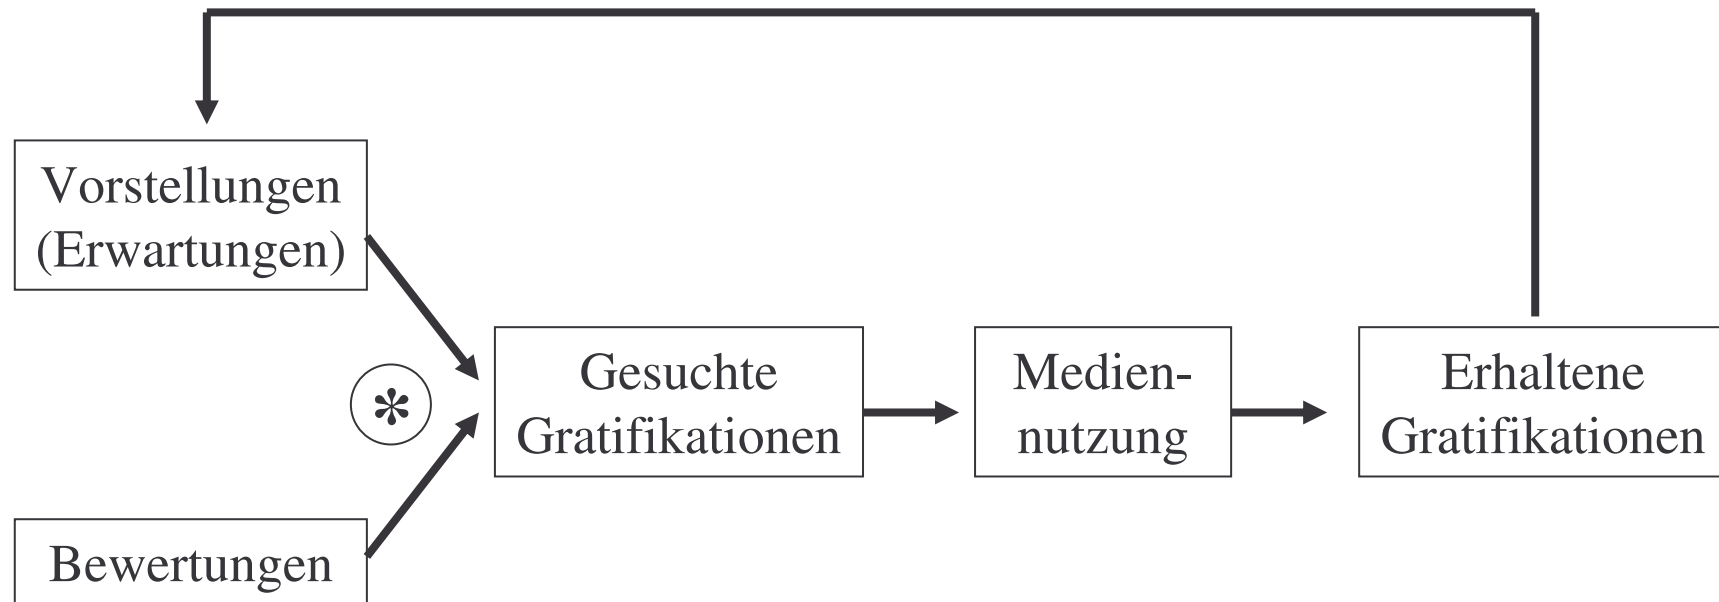 Vorstellungen
(Erwartungen)
*
Gesuchte
Gratifikationen
Medien-
nutzung
Erhaltene
Gratifikationen
Bewertungen